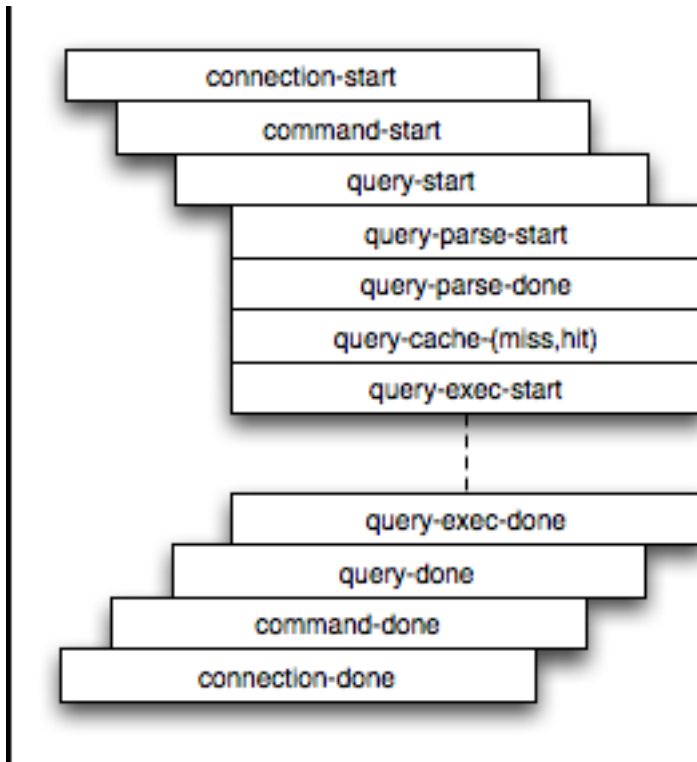 connection-start
command-start
query-start
query-parse-start
query-parse-done
query-cache-(miss,hit)
query-exec-start
query-exec-done
query-done
command-done
connection-done